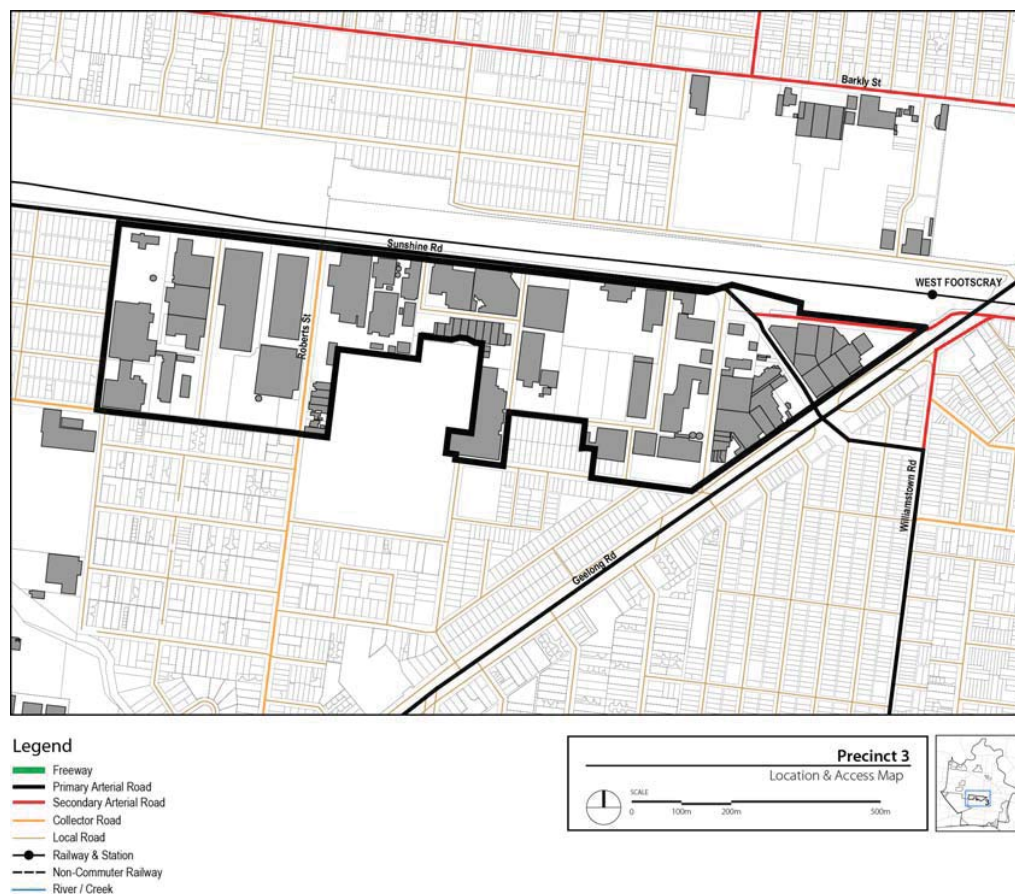 Barkly St
Sunshine Rd
WEST FOOTSCRAY
Roberts St
Williamstown Rd
Geelong Rd
Legend
Freeway
Primary Arterial Road
Secondary Arterial Road
Collector Road
Local Road
Railway & Station
Non-Commuter Railway
River / Creek
Precinct 3
Location & Access Map
SCALE
0 100m 200m 500m